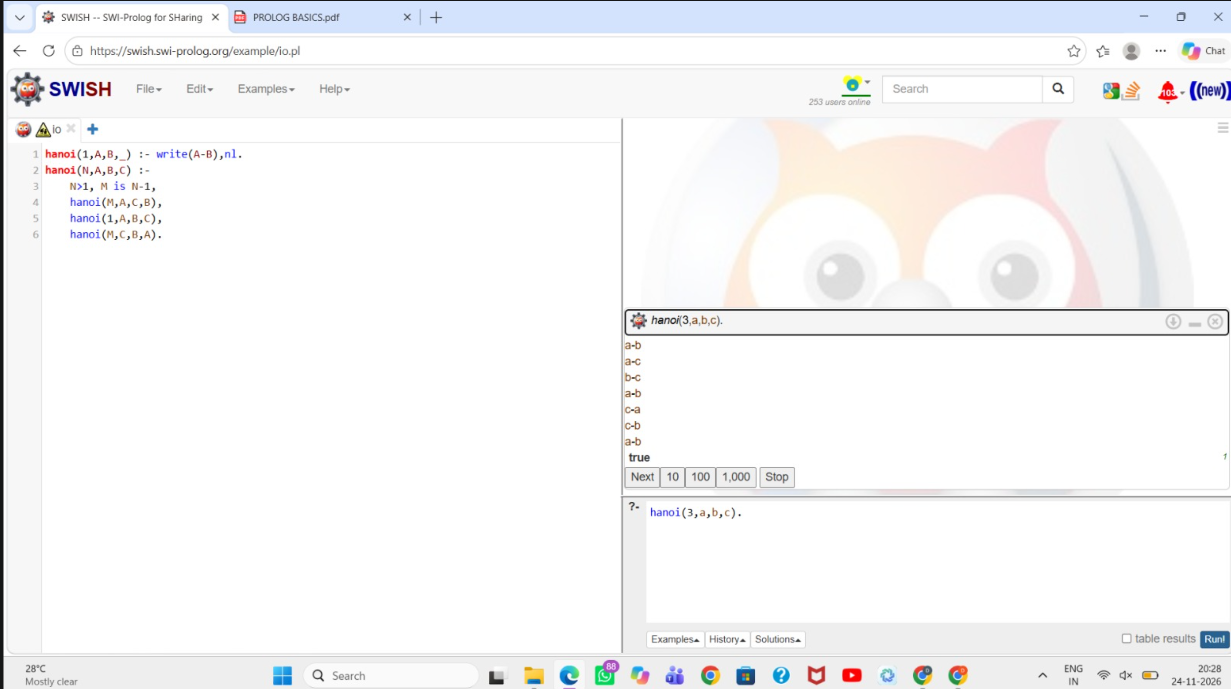 SWISH -- SWI-Prolog for SHaring
PROLOG BASICS.pdf
https://swish.swi-prolog.org/example/io.pl
Chat
SWISH
File
Edit
Examples
Help
253 users online
Search
103
((new))
io
1 hanoi(1,A,B,_) :- write(A-B),nl.
2 hanoi(N,A,B,C) :-
3 N>1, M is N-1,
4 hanoi(M,A,C,B),
5 hanoi(1,A,B,C),
6 hanoi(M,C,B,A).
hanoi(3,a,b,c).
a-b
a-c
b-c
a-b
c-a
c-b
a-b
true
1
Next 10 100 1,000 Stop
?- hanoi(3,a,b,c).
Examples History Solutions
table results Run!
28°C
Mostly clear
Search
88
ENG
IN
20:28
24-11-2026